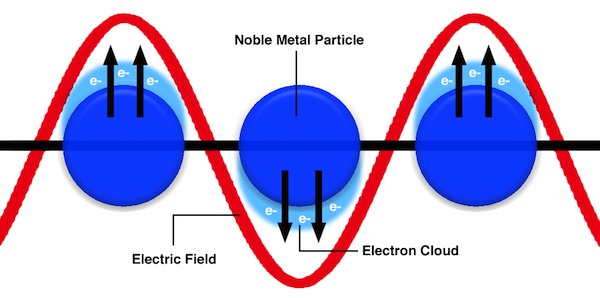 Noble Metal Particle
e- e- e-
e- e- e-
e- e- e-
Electron Cloud
Electric Field